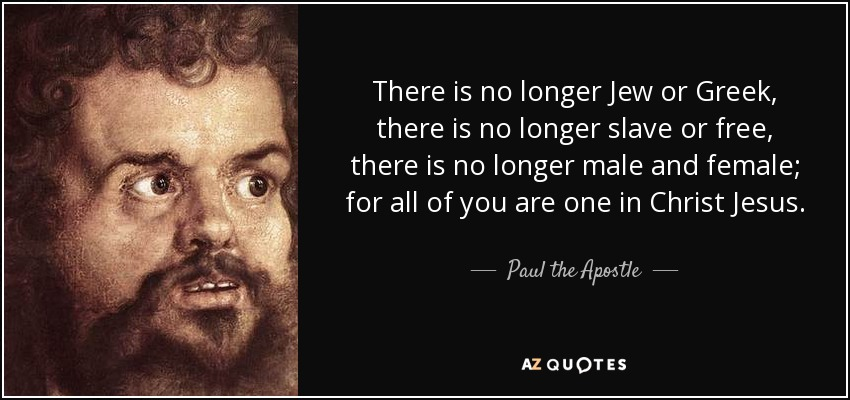 There is no longer Jew or Greek,
there is no longer slave or free,
there is no longer male and female;
for all of you are one in Christ Jesus.
Paul the Apostle
AZ QUOTES